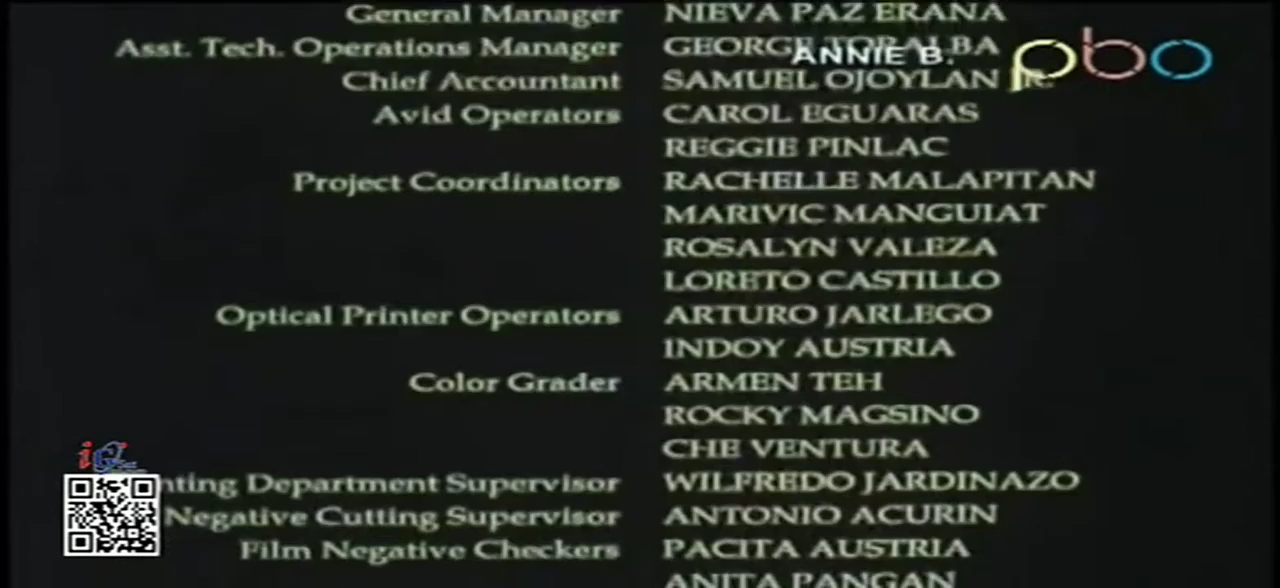 General Manager NIEVA PAZ ERAÑA
Asst. Tech. Operations Manager GEORGE TORALBA
ANNIE B.
pbo
Chief Accountant SAMUEL OJOYLAN JR.
Avid Operators CAROL EGUARAS
REGGIE PINLAC
Project Coordinators RACHELLE MALAPITAN
MARIVIC MANGUIAT
ROSALYN VALEZA
LORETO CASTILLO
Optical Printer Operators ARTURO JARLEGO
INDOY AUSTRIA
Color Grader ARMEN TEH
ROCKY MAGSINO
CHE VENTURA
nting Department Supervisor WILFREDO JARDINAZO
Negative Cutting Supervisor ANTONIO ACURIN
Film Negative Checkers PACITA AUSTRIA
ANITA PANGAN